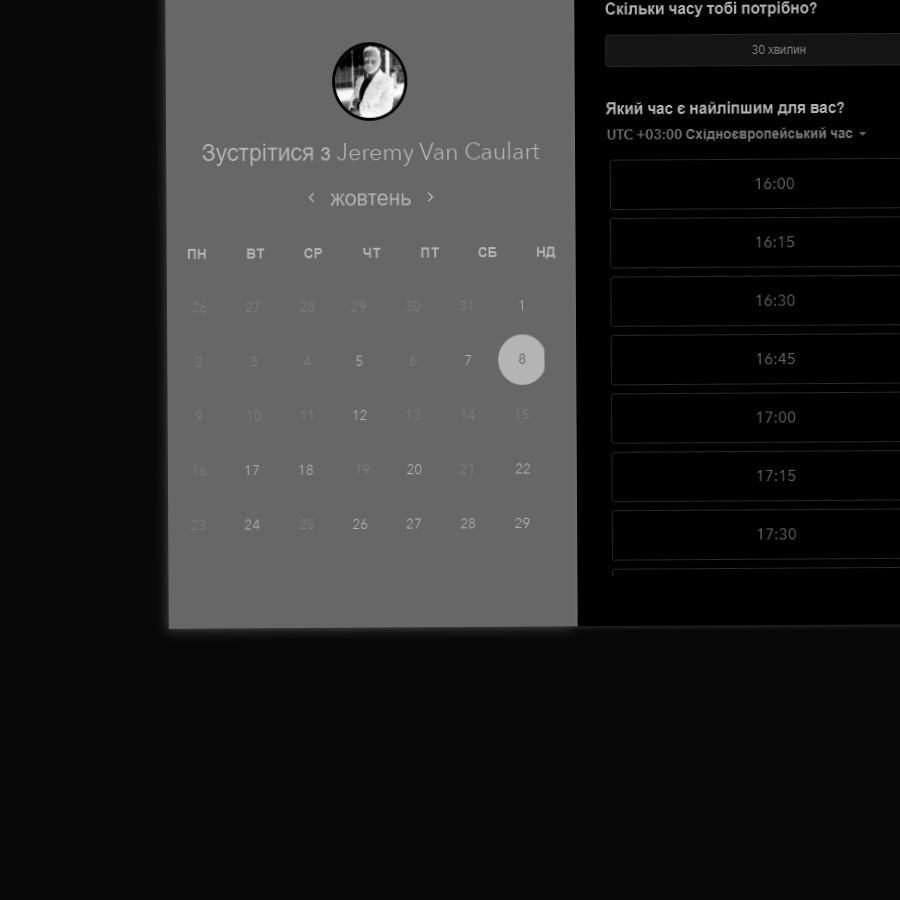 Зустрітися з Jeremy Van Caulart
жовтень
ПН ВТ СР ЧТ ПТ СБ НД
26 27 28 29 30 31 1
2 3 4 5 6 7 8
9 10 11 12 13 14 15
16 17 18 19 20 21 22
23 24 25 26 27 28 29
Скільки часу тобі потрібно?
30 хвилин
Який час є найліпшим для вас?
UTC +03:00 Східноєвропейський час
16:00
16:15
16:30
16:45
17:00
17:15
17:30